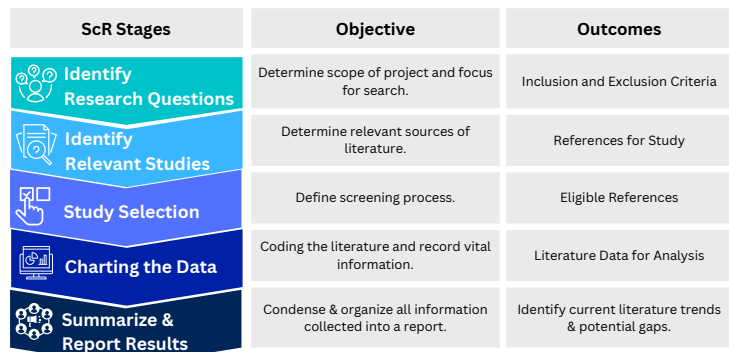 ScR Stages
Objective
Outcomes
Identify
Research Questions
Determine scope of project and focus
for search.
Inclusion and Exclusion Criteria
Identify
Relevant Studies
Determine relevant sources of
literature.
References for Study
Study Selection
Define screening process.
Eligible References
Charting the Data
Coding the literature and record vital
information.
Literature Data for Analysis
Summarize &
Report Results
Condense & organize all information
collected into a report.
Identify current literature trends
& potential gaps.